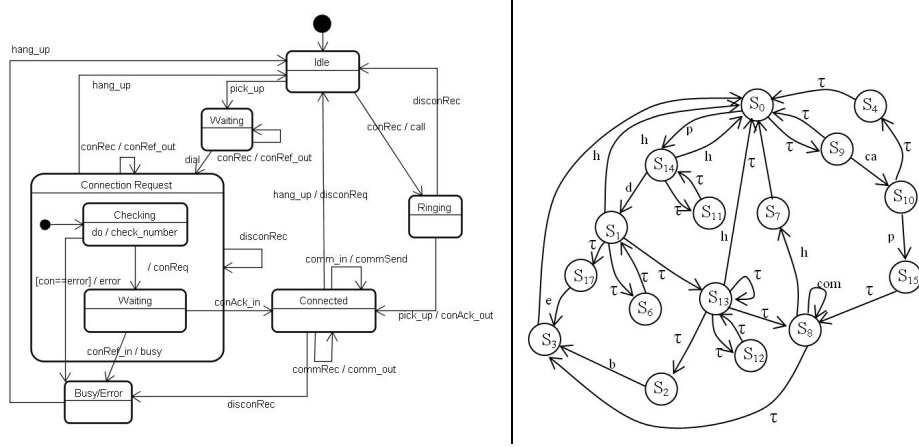 hang_up
Idle
hang_up
pick_up
disconRec
Waiting
conRec / call
conRec / conRef_out
conRec / conRef_out
dial
Connection Request
hang_up / disconReq
Checking
do / check_number
Ringing
disconRec
comm_in / commSend
/ conReq
[con==error] / error
Waiting
conAck_in
Connected
pick_up / conAck_out
conRef_in / busy
commRec / comm_out
Busy/Error
disconRec
τ
S0
S4
p
τ
τ
S9
τ
h
h
S14
h
ca
τ
d
τ
τ
S11
τ
S7
S10
S1
p
τ
τ
h
h
S17
τ
τ
S6
S13
τ
com
S15
e
τ
S8
τ
S3
τ
τ
τ
S12
b
S2
τ